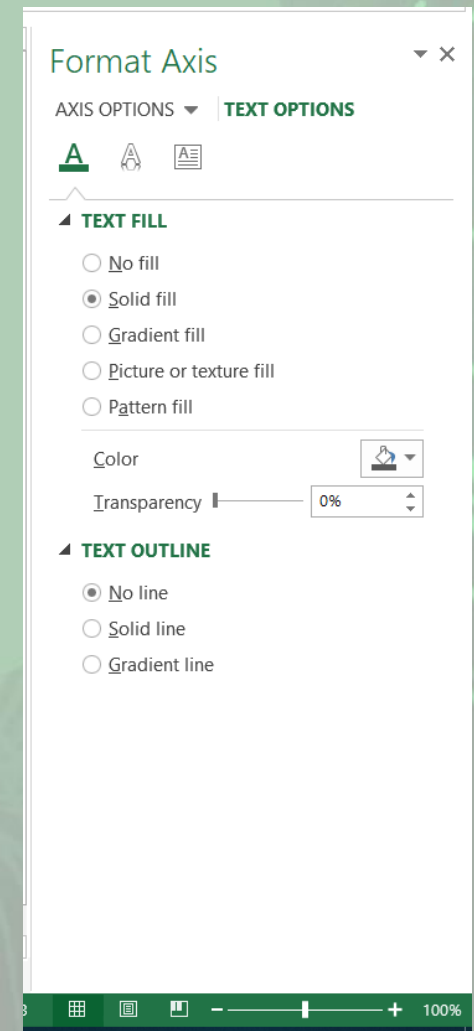 Format Axis
AXIS OPTIONS TEXT OPTIONS
TEXT FILL
No fill
Solid fill
Gradient fill
Picture or texture fill
Pattern fill
Color
Transparency 0%
TEXT OUTLINE
No line
Solid line
Gradient line
100%